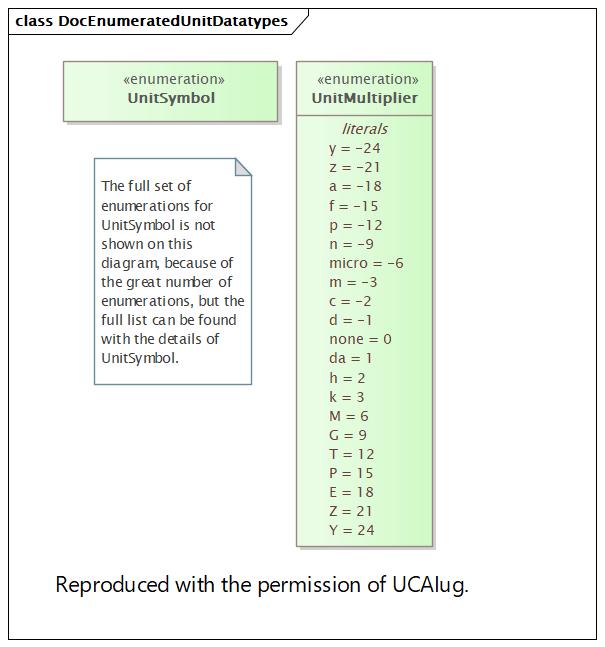 class DocEnumeratedUnitDatatypes
«enumeration»
UnitSymbol
The full set of
enumerations for
UnitSymbol is not
shown on this
diagram, because of
the great number of
enumerations, but the
full list can be found
with the details of
UnitSymbol.
«enumeration»
UnitMultiplier
literals
y = -24
z = -21
a = -18
f = -15
p = -12
n = -9
micro = -6
m = -3
c = -2
d = -1
none = 0
da = 1
h = 2
k = 3
M = 6
G = 9
T = 12
P = 15
E = 18
Z = 21
Y = 24
Reproduced with the permission of UCAIug.